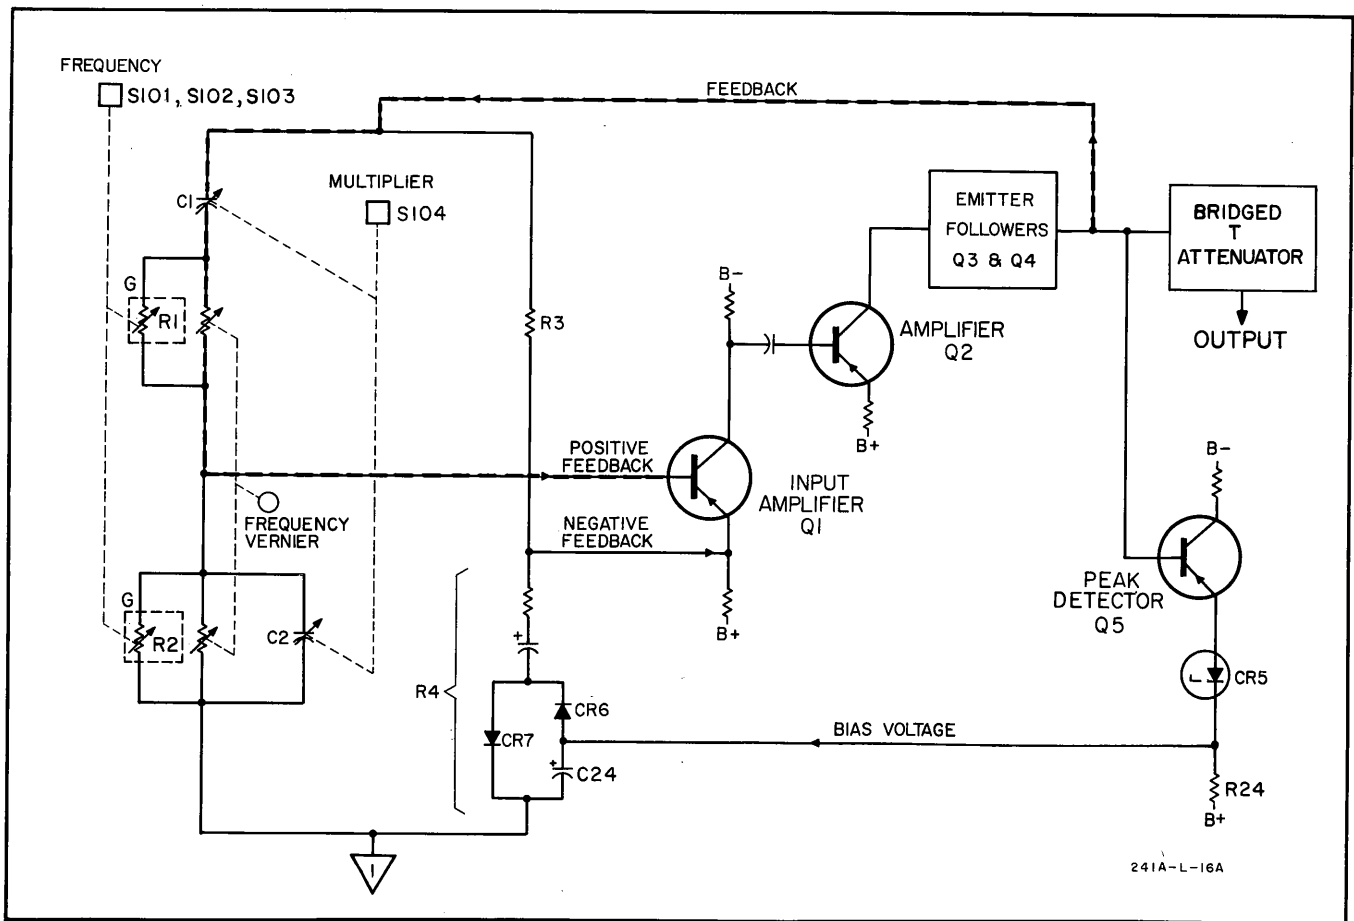 FREQUENCY
S101, S102, S103
FEEDBACK
MULTIPLIER
S104
C1
G
R1
R3
EMITTER
FOLLOWERS
Q3 & Q4
BRIDGED
T
ATTENUATOR
OUTPUT
B-
AMPLIFIER
Q2
B+
POSITIVE
FEEDBACK
INPUT
AMPLIFIER
Q1
B-
FREQUENCY
VERNIER
NEGATIVE
FEEDBACK
PEAK
DETECTOR
Q5
G
R2
C2
+
B+
R4
CR5
CR6
CR7
BIAS VOLTAGE
+
C24
R24
B+
1
241A-L-16A